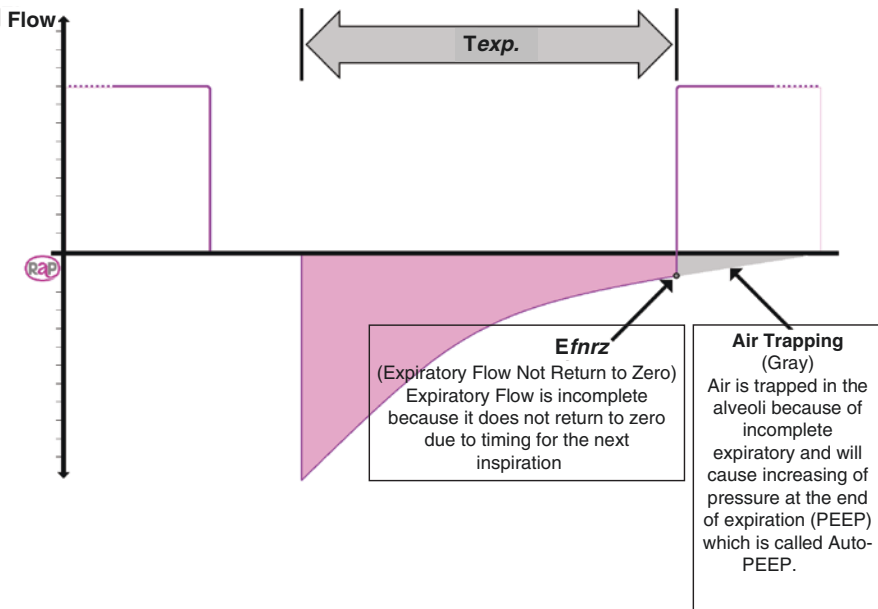 Flow
Texp.
RaP
Efnrz
(Expiratory Flow Not Return to Zero)
Expiratory Flow is incomplete
because it does not return to zero
due to timing for the next
inspiration
Air Trapping
(Gray)
Air is trapped in the
alveoli because of
incomplete
expiratory and will
cause increasing of
pressure at the end
of expiration (PEEP)
which is called Auto-
PEEP.